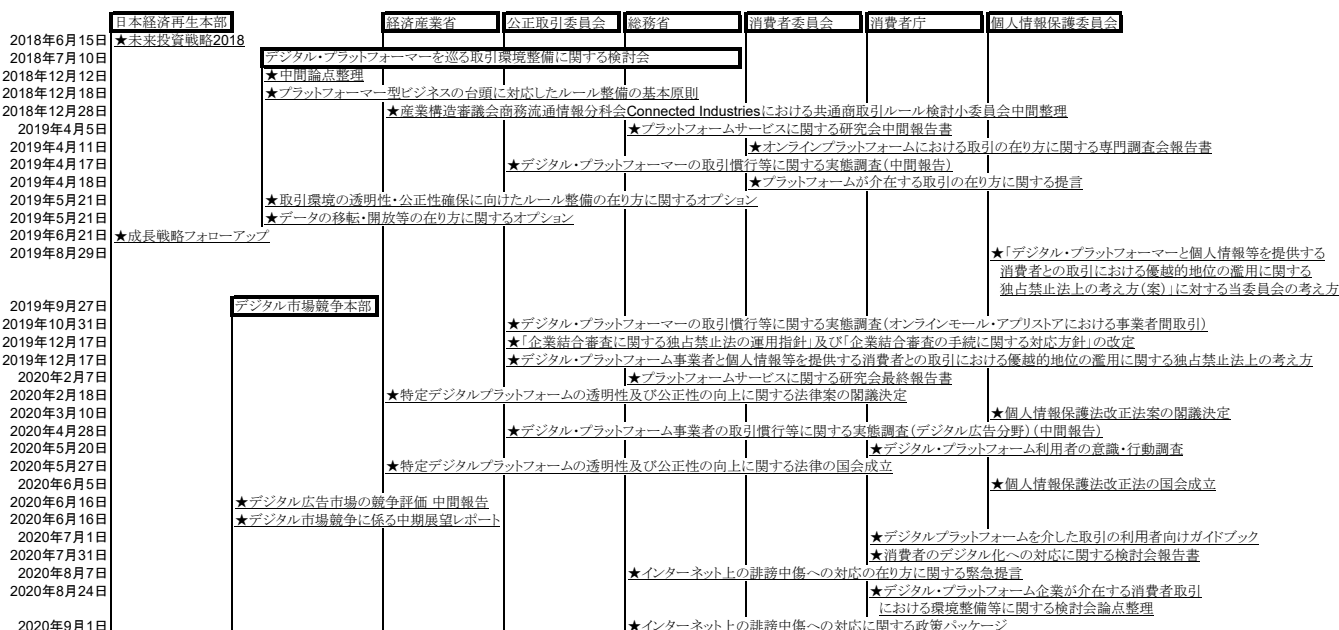 日本経済再生本部 経済産業省 公正取引委員会 総務省 消費者委員会 消費者庁 個人情報保護委員会
2018年6月15日 ★未来投資戦略2018
2018年7月10日 デジタル・プラットフォーマーを巡る取引環境整備に関する検討会
2018年12月12日 ★中間論点整理
2018年12月18日 ★プラットフォーマー型ビジネスの台頭に対応したルール整備の基本原則
2018年12月28日 ★産業構造審議会商務流通情報分科会Connected Industriesにおける共通商取引ルール検討小委員会中間整理
2019年4月5日 ★プラットフォームサービスに関する研究会中間報告書
2019年4月11日 ★オンラインプラットフォームにおける取引の在り方に関する専門調査会報告書
2019年4月17日 ★デジタル・プラットフォーマーの取引慣行等に関する実態調査(中間報告)
2019年4月18日 ★プラットフォームが介在する取引の在り方に関する提言
2019年5月21日 ★取引環境の透明性・公正性確保に向けたルール整備の在り方に関するオプション
2019年5月21日 ★データの移転・開放等の在り方に関するオプション
2019年6月21日 ★成長戦略フォローアップ
2019年8月29日 ★「デジタル・プラットフォーマーと個人情報等を提供する
消費者との取引における優越的地位の濫用に関する
独占禁止法上の考え方(案)」に対する当委員会の考え方
2019年9月27日 デジタル市場競争本部
2019年10月31日 ★デジタル・プラットフォーマーの取引慣行等に関する実態調査(オンラインモール・アプリストアにおける事業者間取引)
2019年12月17日 ★「企業結合審査に関する独占禁止法の運用指針」及び「企業結合審査の手続に関する対応方針」の改定
2019年12月17日 ★デジタル・プラットフォーム事業者と個人情報等を提供する消費者との取引における優越的地位の濫用に関する独占禁止法上の考え方
2020年2月7日 ★プラットフォームサービスに関する研究会最終報告書
2020年2月18日 ★特定デジタルプラットフォームの透明性及び公正性の向上に関する法律案の閣議決定
2020年3月10日 ★個人情報保護法改正法案の閣議決定
2020年4月28日 ★デジタル・プラットフォーム事業者の取引慣行等に関する実態調査(デジタル広告分野)(中間報告)
2020年5月20日 ★デジタル・プラットフォーム利用者の意識・行動調査
2020年5月27日 ★特定デジタルプラットフォームの透明性及び公正性の向上に関する法律の国会成立
2020年6月5日 ★個人情報保護法改正法の国会成立
2020年6月16日 ★デジタル広告市場の競争評価 中間報告
2020年6月16日 ★デジタル市場競争に係る中期展望レポート
2020年7月1日 ★デジタルプラットフォームを介した取引の利用者向けガイドブック
2020年7月31日 ★消費者のデジタル化への対応に関する検討会報告書
2020年8月7日 ★インターネット上の誹謗中傷への対応の在り方に関する緊急提言
2020年8月24日 ★デジタル・プラットフォーム企業が介在する消費者取引
における環境整備等に関する検討会論点整理
2020年9月1日 ★インターネット上の誹謗中傷への対応に関する政策パッケージ